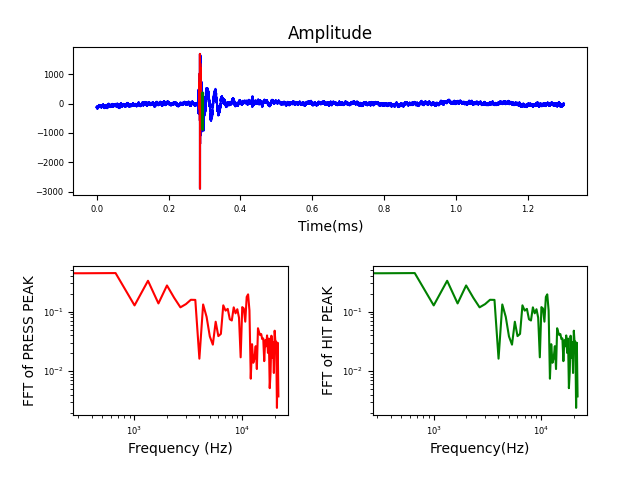 Amplitude
1000
0
−1000
−2000
−3000
0.0 0.2 0.4 0.6 0.8 1.0 1.2
Time(ms)
FFT of PRESS PEAK
10⁻¹
10⁻²
10³ 10⁴
Frequency (Hz)
FFT of HIT PEAK
10⁻¹
10⁻²
10³ 10⁴
Frequency(Hz)